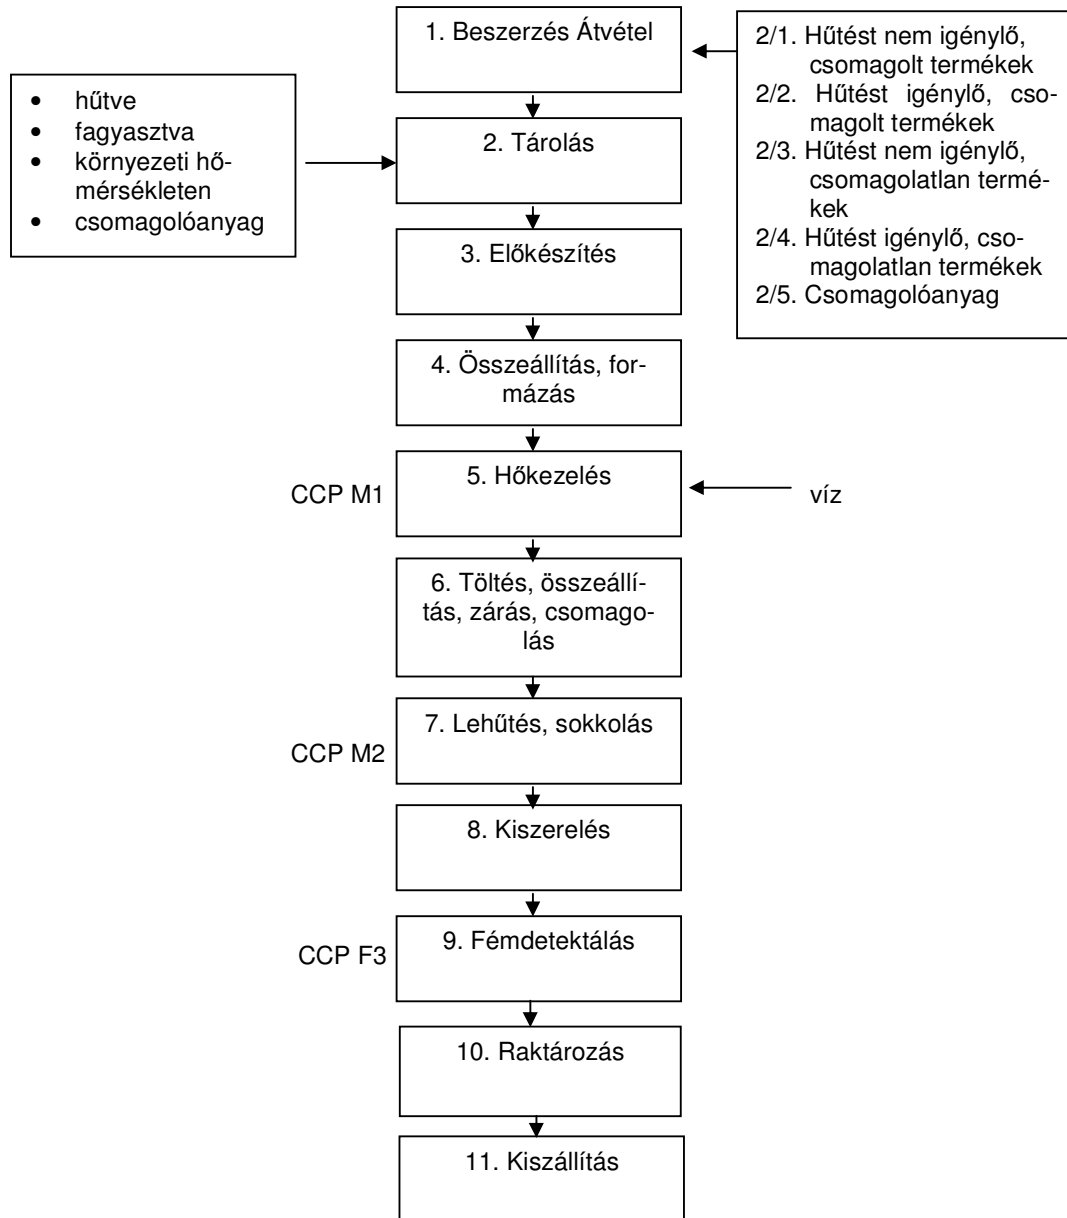 1. Beszerzés Átvétel
2/1. Hűtést nem igénylő,
csomagolt termékek
2/2. Hűtést igénylő, cso-
magolt termékek
2/3. Hűtést nem igénylő,
csomagolatlan termé-
kek
2/4. Hűtést igénylő, cso-
magolatlan termékek
2/5. Csomagolóanyag
• hűtve
• fagyasztva
• környezeti hő-
mérsékleten
• csomagolóanyag
2. Tárolás
3. Előkészítés
4. Összeállítás, for-
mázás
CCP M1
5. Hőkezelés
víz
6. Töltés, összeállí-
tás, zárás, csomago-
lás
7. Lehűtés, sokkolás
CCP M2
8. Kiszerelés
CCP F3
9. Fémdetektálás
10. Raktározás
11. Kiszállítás